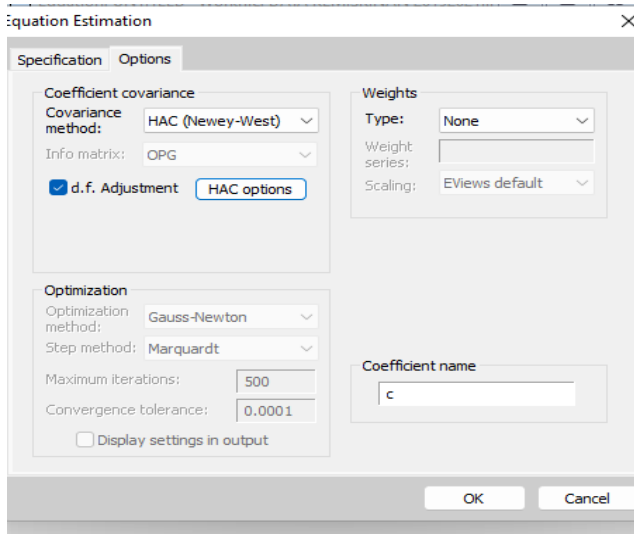 Equation Estimation
Specification Options
Coefficient covariance
Covariance method: HAC (Newey-West)
Info matrix: OPG
d.f. Adjustment HAC options
Weights
Type: None
Weight series:
Scaling: EViews default
Optimization
Optimization method: Gauss-Newton
Step method: Marquardt
Maximum iterations: 500
Convergence tolerance: 0.0001
Display settings in output
Coefficient name
c
OK Cancel